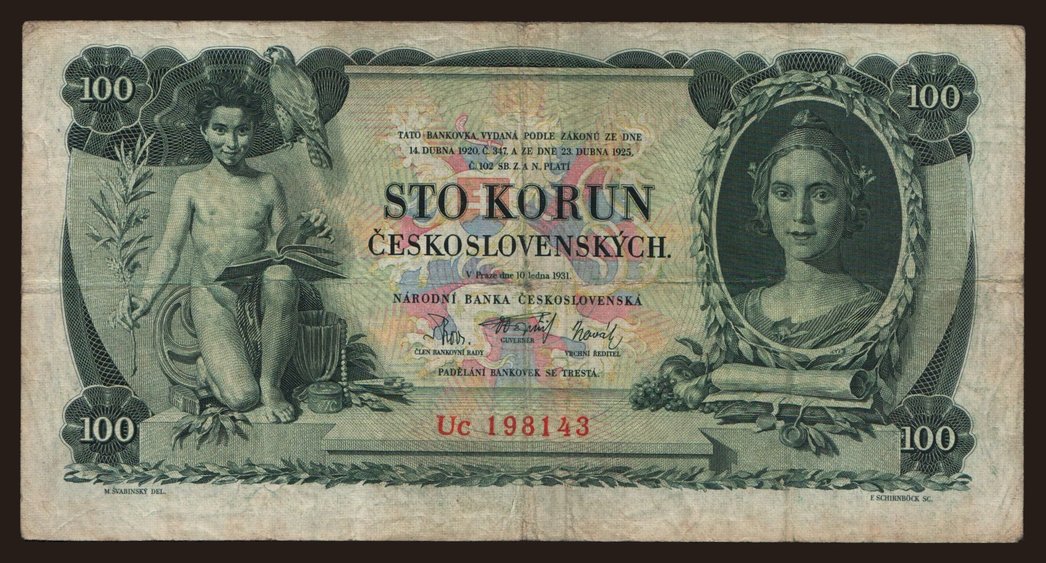 100
100
TATO BANKOVKA, VYDANÁ PODLE ZÁKONŮ ZE DNE
14. DUBNA 1920, Č. 347, A ZE DNE 23. DUBNA 1925,
Č. 102 SB. Z. A N. PLATÍ
STO KORUN
ČESKOSLOVENSKÝCH.
V Praze dne 10. ledna 1931.
NÁRODNÍ BANKA ČESKOSLOVENSKÁ
ČLEN BANKOVNÍ RADY GUVERNÉR VRCHNÍ ŘEDITEL
PADĚLÁNÍ BANKOVEK SE TRESTÁ.
Uc 198143
100
100
M. ŠVABINSKÝ DEL.
F. SCHIRNBÖCK SC.